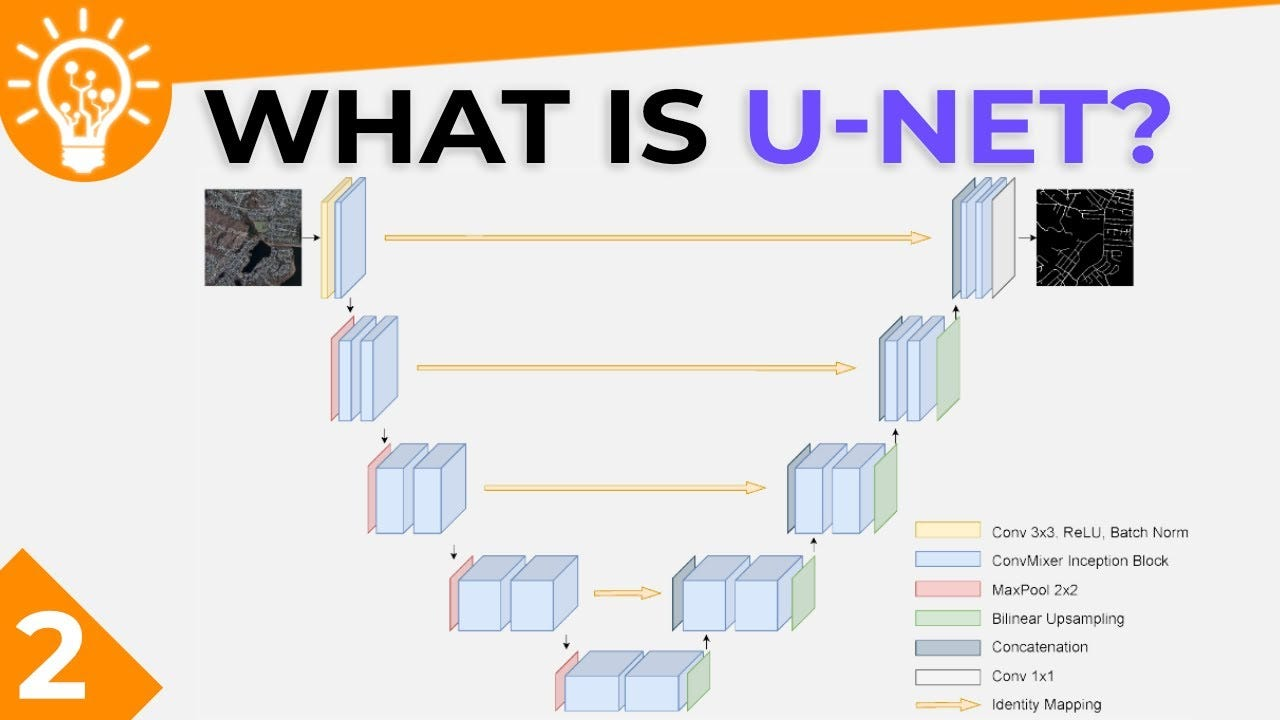 WHAT IS U-NET?
Conv 3x3, ReLU, Batch Norm
ConvMixer Inception Block
MaxPool 2x2
Bilinear Upsampling
Concatenation
Conv 1x1
Identity Mapping
2